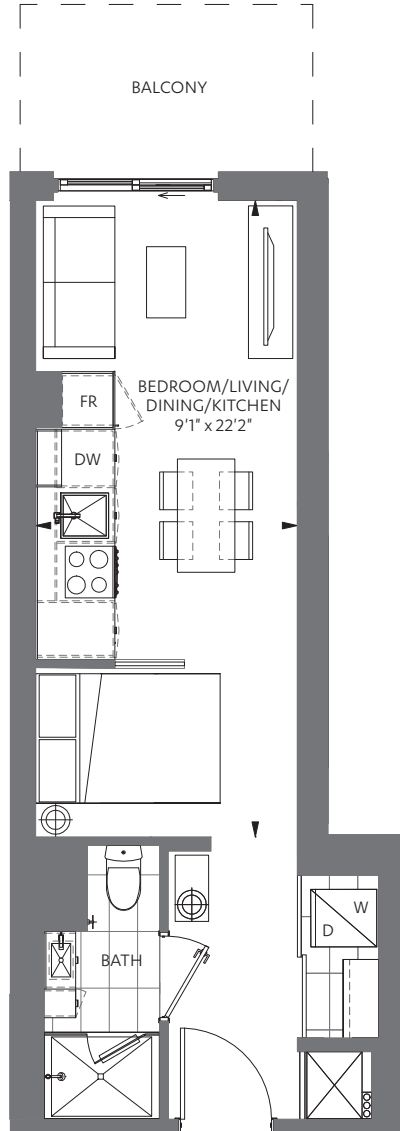 BALCONY
BEDROOM/LIVING/
DINING/KITCHEN
9'1" x 22'2"
FR
DW
W
D
BATH